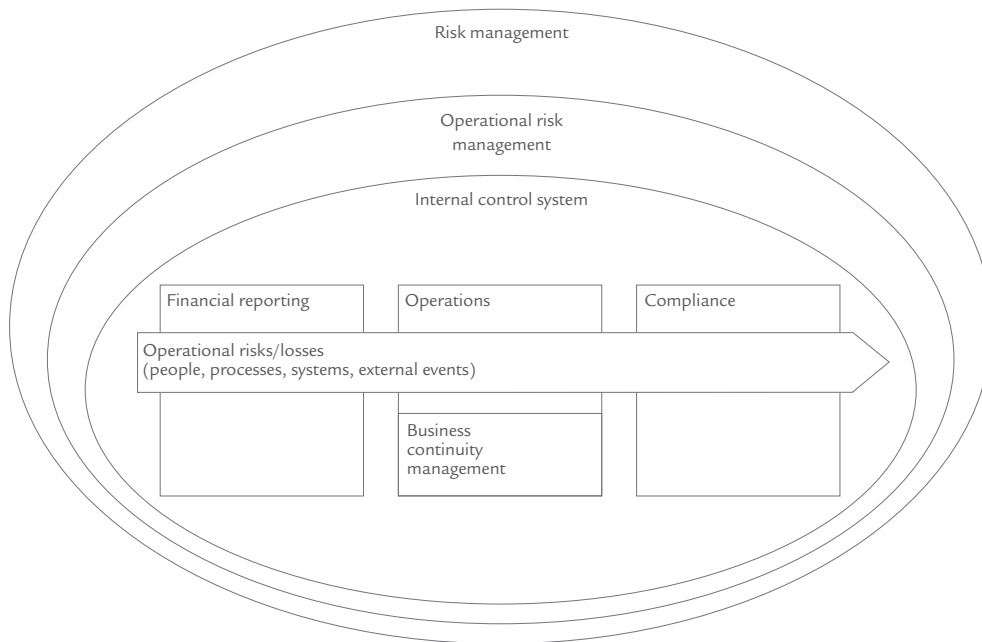 Risk management
Operational risk
management
Internal control system
Financial reporting
Operations
Compliance
Operational risks/losses
(people, processes, systems, external events)
Business
continuity
management